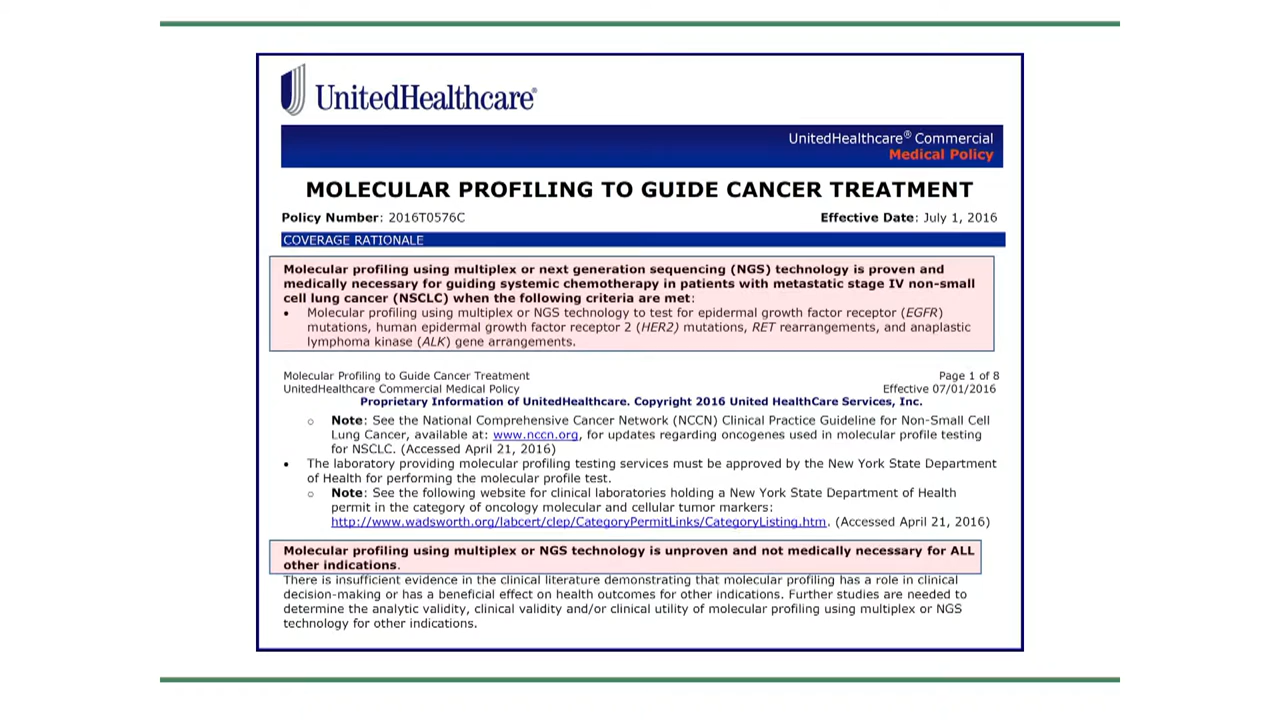 UnitedHealthcare®
UnitedHealthcare® Commercial
Medical Policy
MOLECULAR PROFILING TO GUIDE CANCER TREATMENT
Policy Number: 2016T0576C Effective Date: July 1, 2016
COVERAGE RATIONALE
Molecular profiling using multiplex or next generation sequencing (NGS) technology is proven and
medically necessary for guiding systemic chemotherapy in patients with metastatic stage IV non-small
cell lung cancer (NSCLC) when the following criteria are met:
• Molecular profiling using multiplex or NGS technology to test for epidermal growth factor receptor (EGFR)
mutations, human epidermal growth factor receptor 2 (HER2) mutations, RET rearrangements, and anaplastic
lymphoma kinase (ALK) gene arrangements.
Molecular Profiling to Guide Cancer Treatment Page 1 of 8
UnitedHealthcare Commercial Medical Policy Effective 07/01/2016
Proprietary Information of UnitedHealthcare. Copyright 2016 United HealthCare Services, Inc.
o Note: See the National Comprehensive Cancer Network (NCCN) Clinical Practice Guideline for Non-Small Cell
Lung Cancer, available at: www.nccn.org, for updates regarding oncogenes used in molecular profile testing
for NSCLC. (Accessed April 21, 2016)
• The laboratory providing molecular profiling testing services must be approved by the New York State Department
of Health for performing the molecular profile test.
o Note: See the following website for clinical laboratories holding a New York State Department of Health
permit in the category of oncology molecular and cellular tumor markers:
http://www.wadsworth.org/labcert/clep/CategoryPermitLinks/CategoryListing.htm. (Accessed April 21, 2016)
Molecular profiling using multiplex or NGS technology is unproven and not medically necessary for ALL
other indications.
There is insufficient evidence in the clinical literature demonstrating that molecular profiling has a role in clinical
decision-making or has a beneficial effect on health outcomes for other indications. Further studies are needed to
determine the analytic validity, clinical validity and/or clinical utility of molecular profiling using multiplex or NGS
technology for other indications.